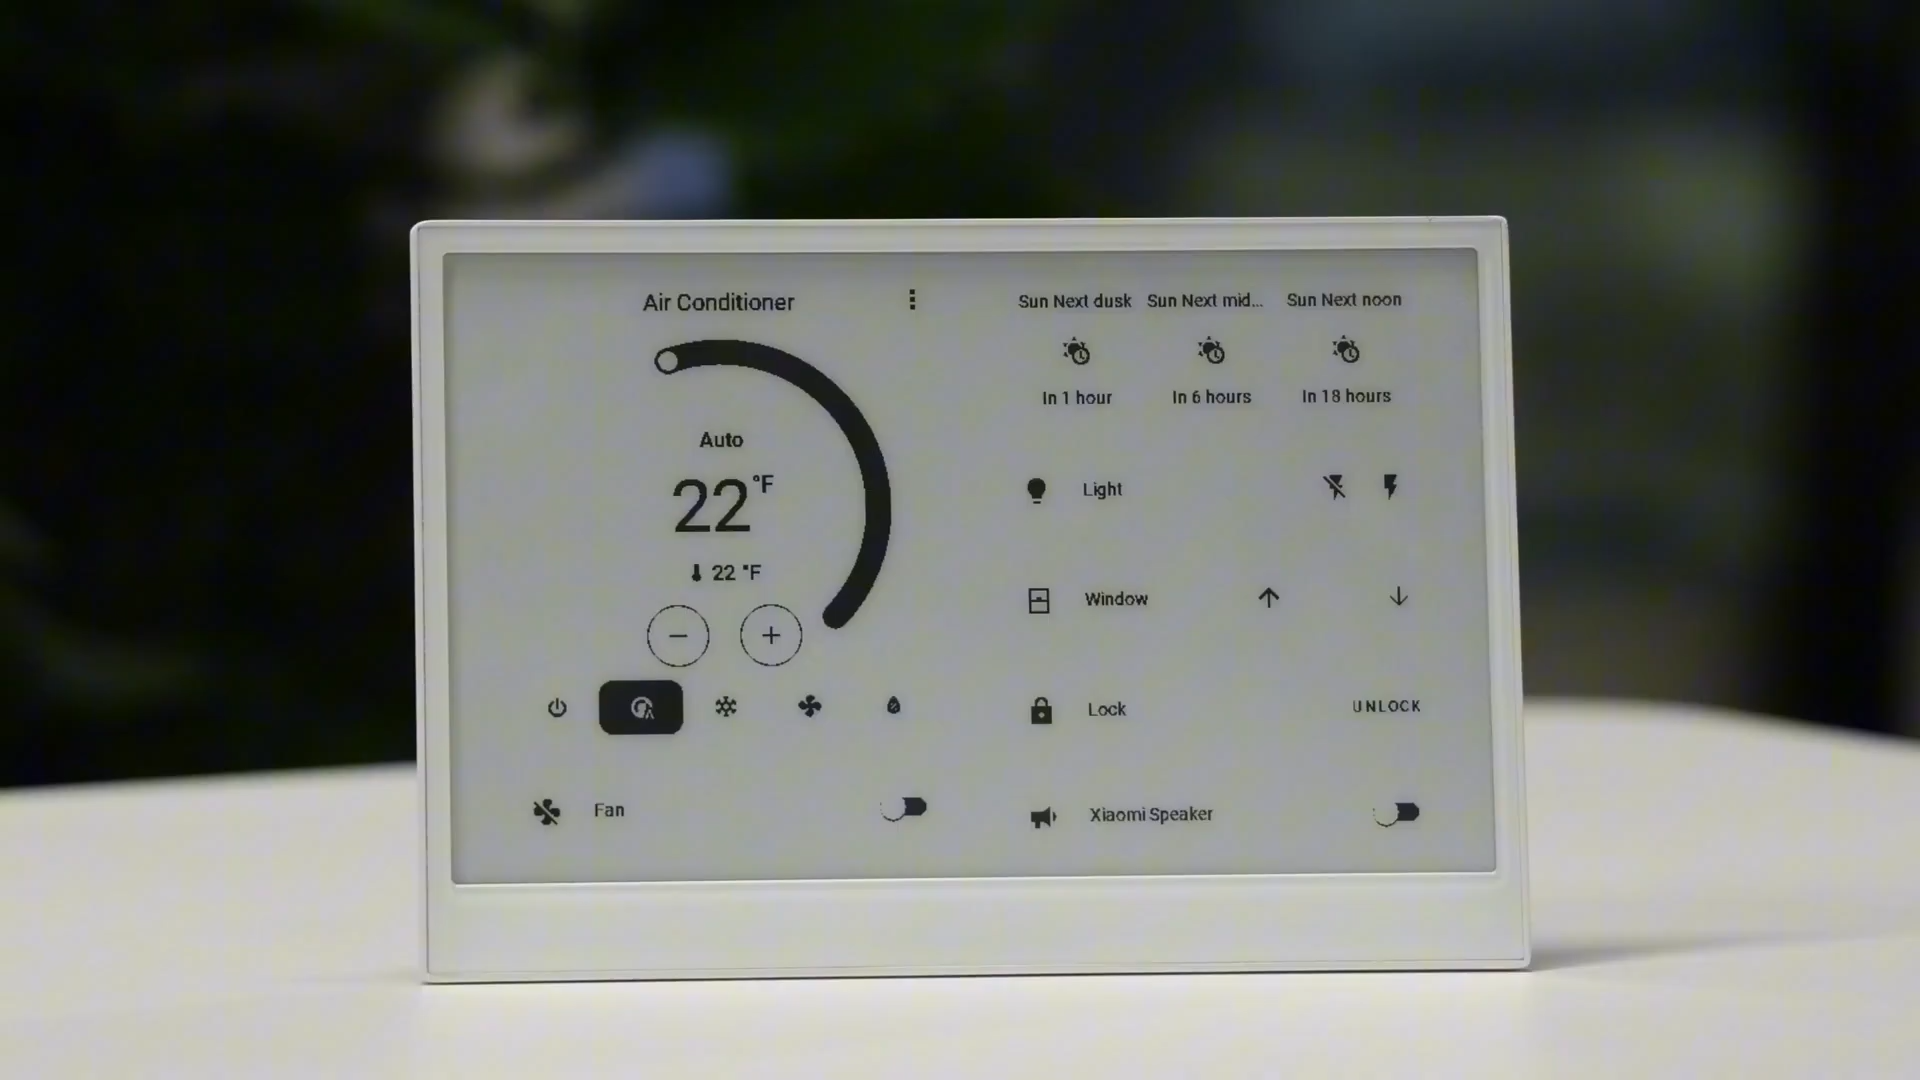 Air Conditioner
Auto
22 °F
22 °F
Fan
Sun Next dusk
Sun Next mid...
Sun Next noon
In 1 hour
In 6 hours
In 18 hours
Light
Window
Lock
UNLOCK
Xiaomi Speaker